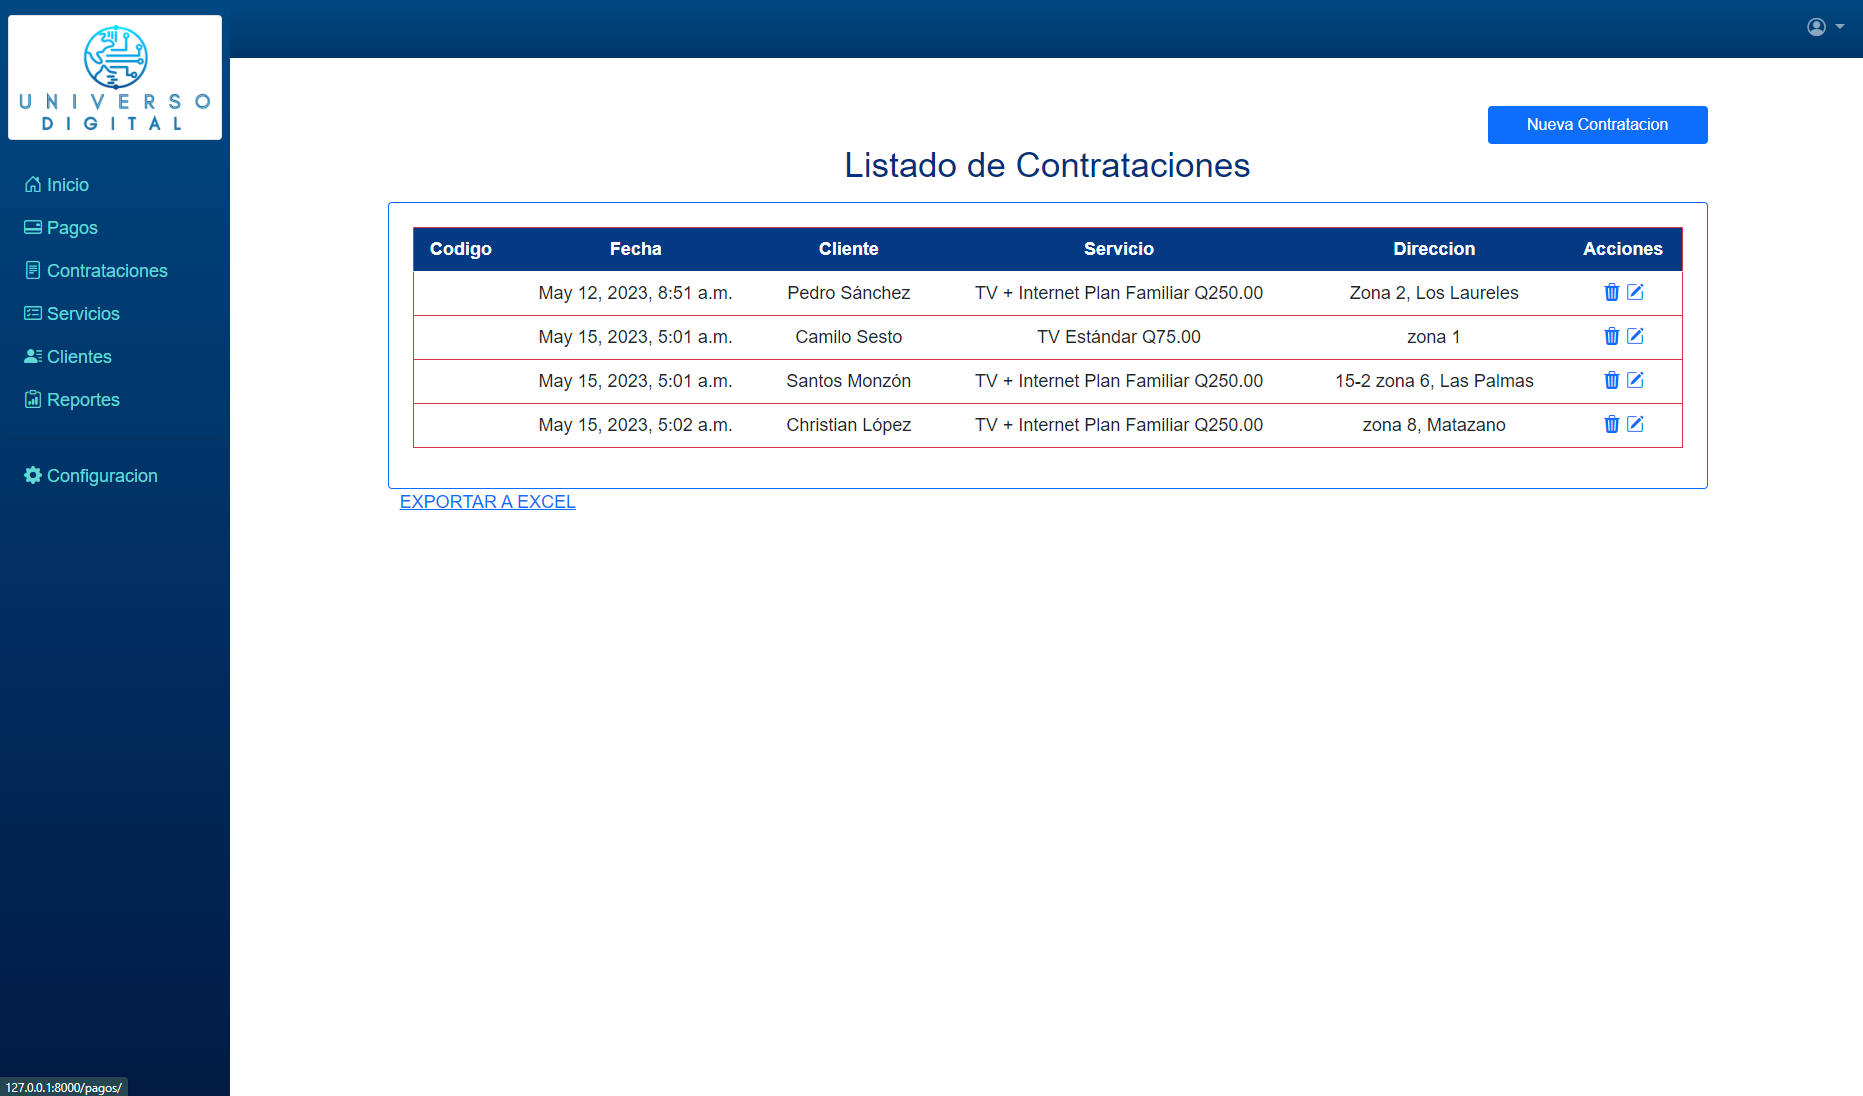 UNIVERSO
DIGITAL
Inicio
Pagos
Contrataciones
Servicios
Clientes
Reportes
Configuracion
Nueva Contratacion
Listado de Contrataciones
Codigo Fecha Cliente Servicio Direccion Acciones
May 12, 2023, 8:51 a.m. Pedro Sánchez TV + Internet Plan Familiar Q250.00 Zona 2, Los Laureles
May 15, 2023, 5:01 a.m. Camilo Sesto TV Estándar Q75.00 zona 1
May 15, 2023, 5:01 a.m. Santos Monzón TV + Internet Plan Familiar Q250.00 15-2 zona 6, Las Palmas
May 15, 2023, 5:02 a.m. Christian López TV + Internet Plan Familiar Q250.00 zona 8, Matazano
EXPORTAR A EXCEL
127.0.0.1:8000/pagos/